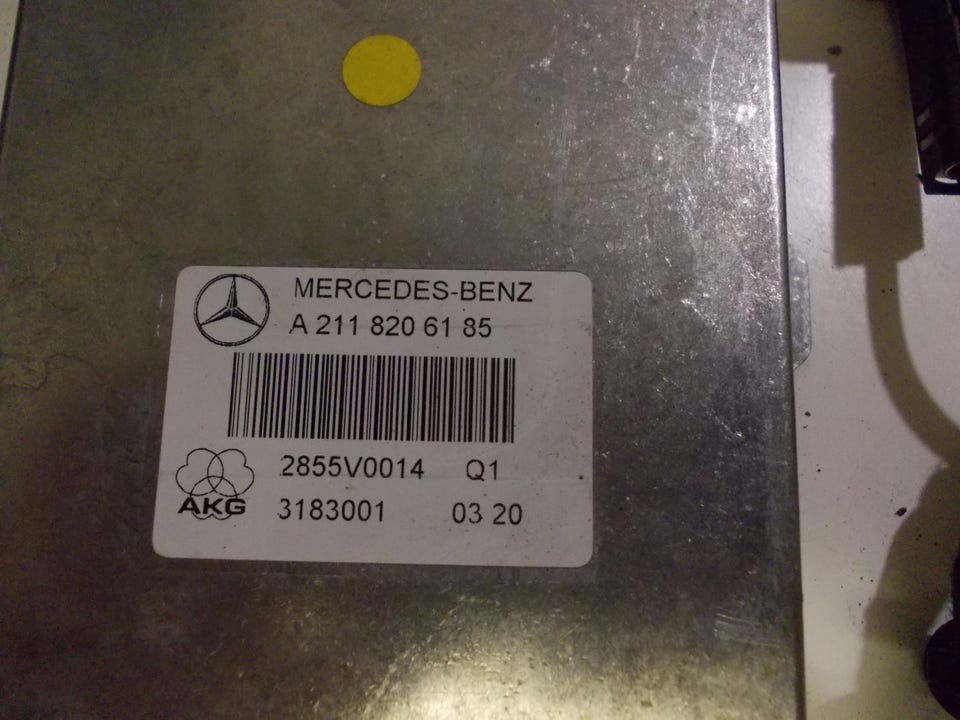 MERCEDES-BENZ
A 211 820 61 85
2855V0014 Q1
AKG
3183001 03 20